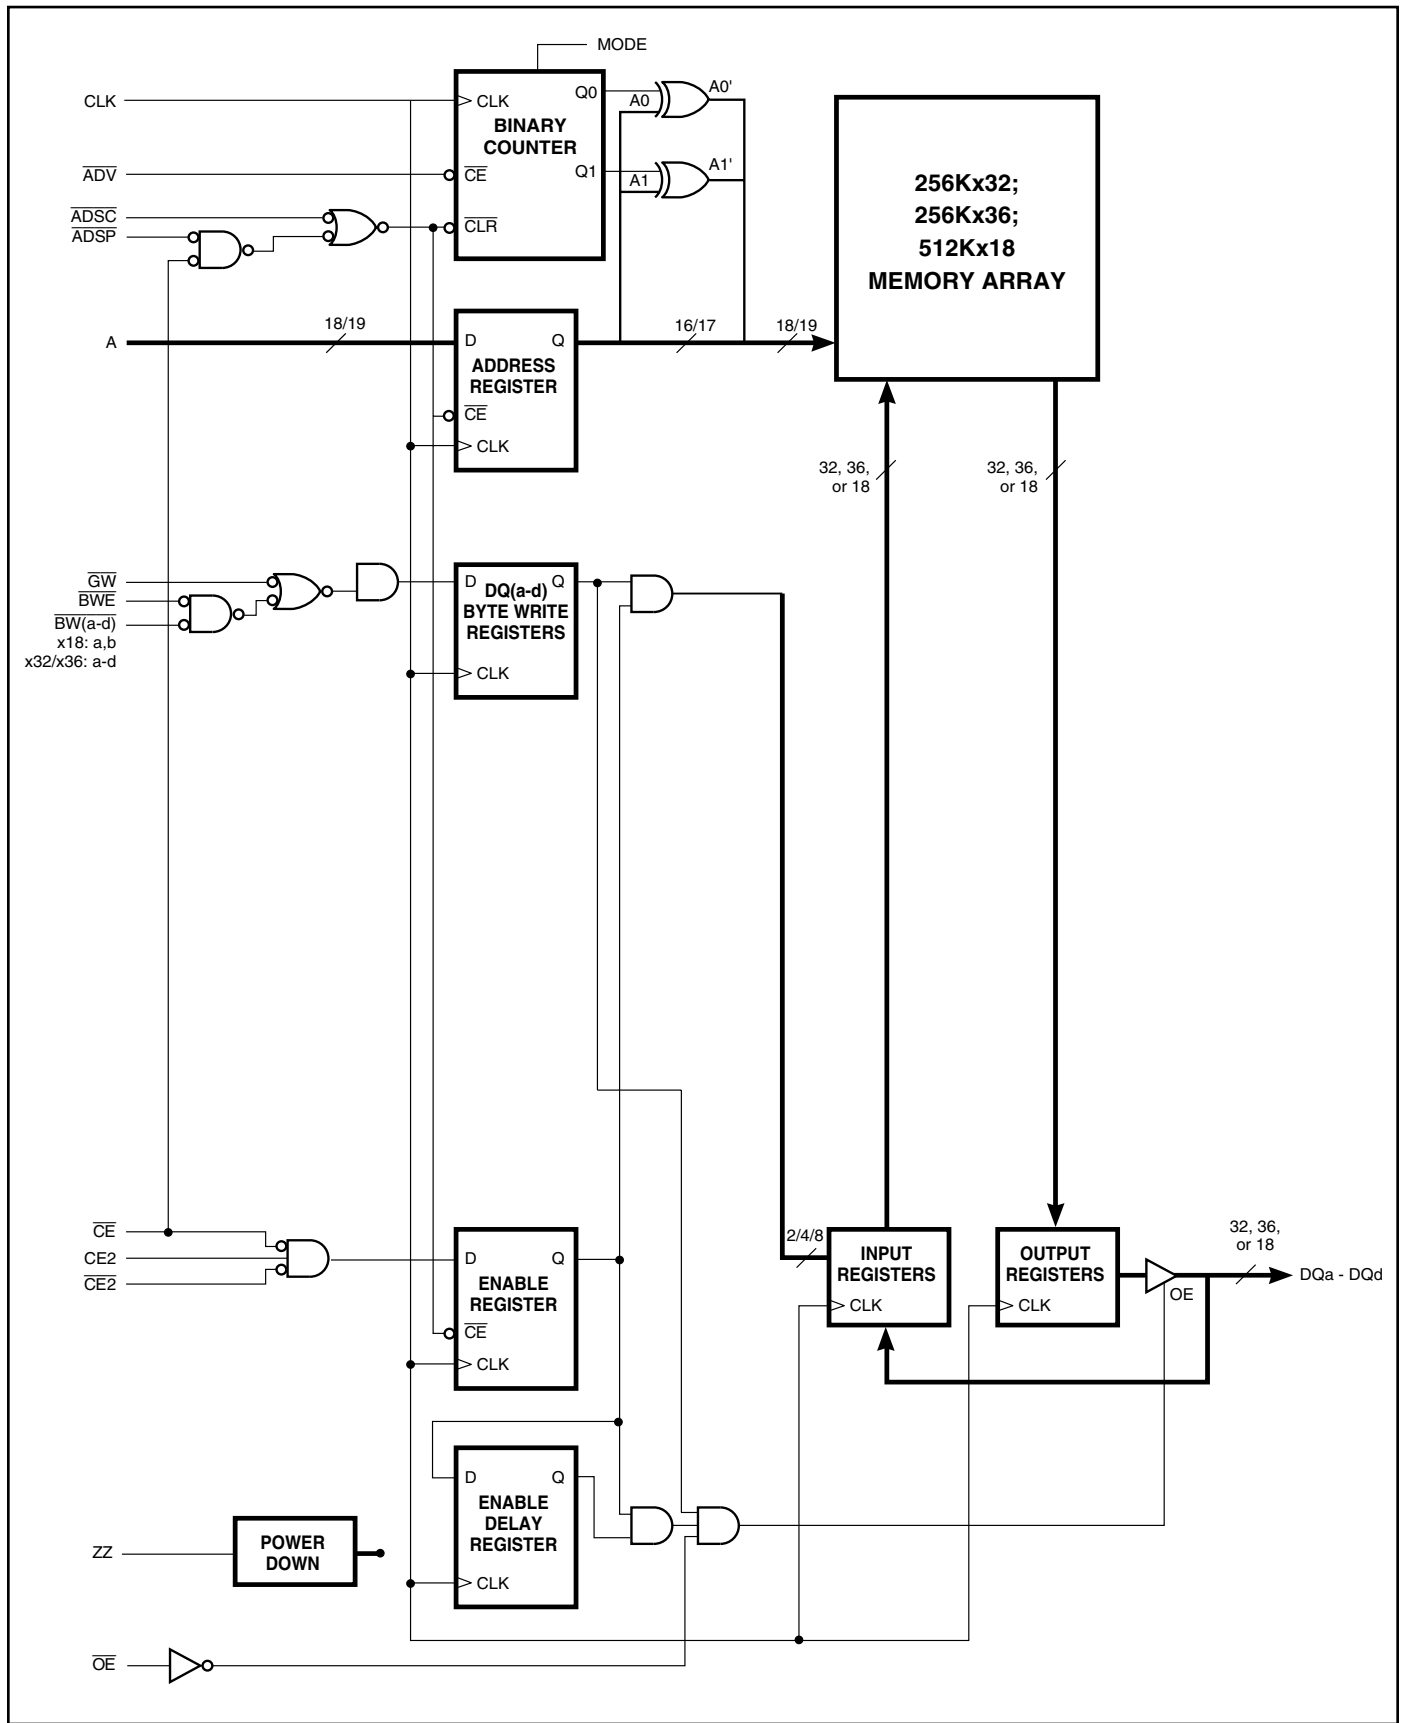 MODE
CLK
CLK
Q0
A0
A0'
BINARY
COUNTER
ADV
CE
Q1
A1
A1'
ADSC
ADSP
CLR
256Kx32;
256Kx36;
512Kx18
MEMORY ARRAY
A
18/19
D
Q
16/17
18/19
ADDRESS
REGISTER
CE
CLK
32, 36,
or 18
32, 36,
or 18
GW
BWE
BW(a-d)
x18: a,b
x32/x36: a-d
D
Q
DQ(a-d)
BYTE WRITE
REGISTERS
CLK
CE
CE2
CE2
D
Q
ENABLE
REGISTER
CE
CLK
2/4/8
INPUT
REGISTERS
CLK
OUTPUT
REGISTERS
CLK
OE
32, 36,
or 18
DQa - DQd
D
Q
ENABLE
DELAY
REGISTER
CLK
ZZ
POWER
DOWN
OE